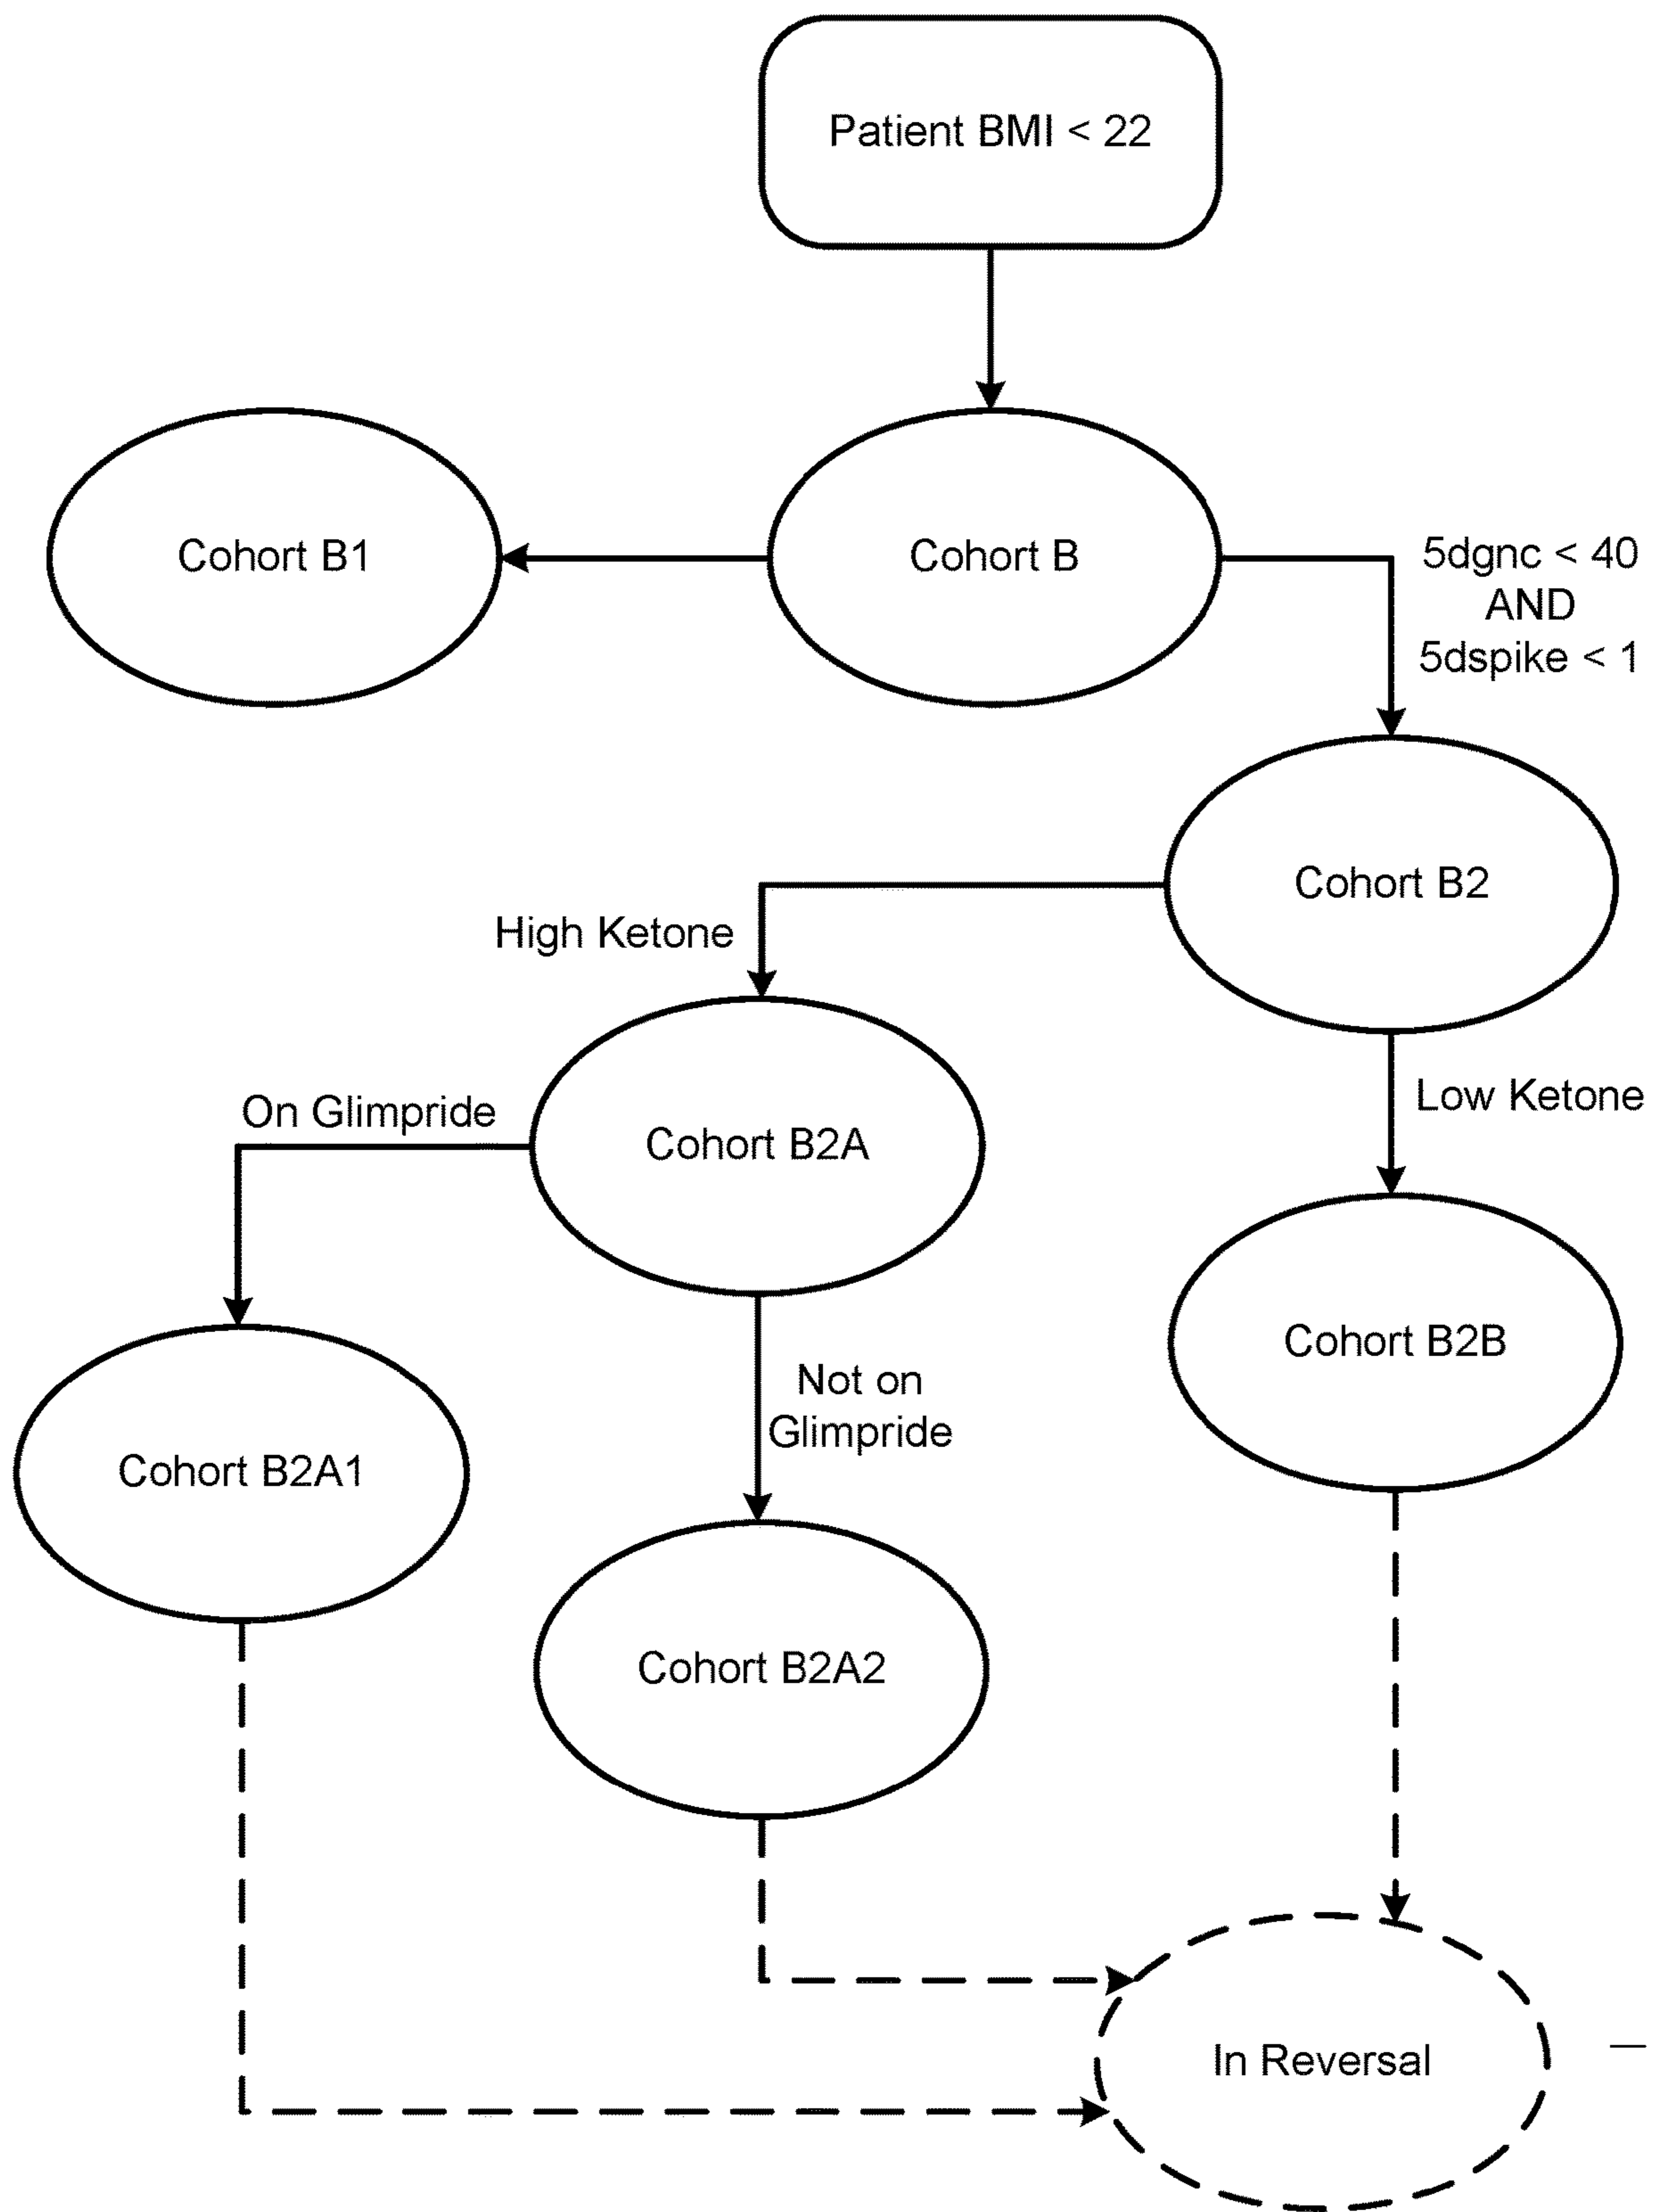 Patient BMI < 22
Cohort B1
Cohort B
5dgnc < 40
AND
5dspike < 1
Cohort B2
High Ketone
Low Ketone
On Glimpride
Cohort B2A
Cohort B2B
Not on
Glimpride
Cohort B2A1
Cohort B2A2
In Reversal